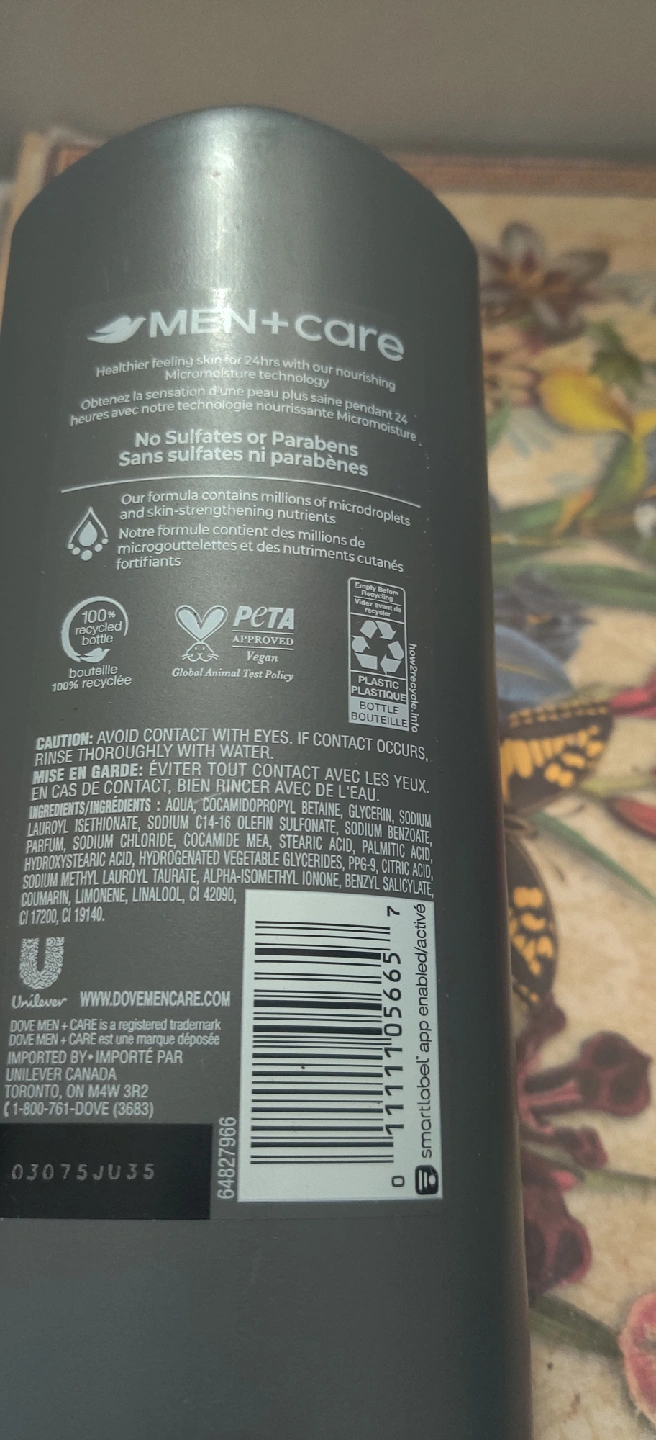 MEN+care
Healthier feeling skin for 24hrs with our nourishing
Micromoisture technology
Obtenez la sensation d'une peau plus saine pendant 24
heures avec notre technologie nourrissante Micromoisture.
No Sulfates or Parabens
Sans sulfates ni parabènes
Our formula contains millions of microdroplets
and skin-strengthening nutrients
Notre formule contient des millions de
microgouttelettes et des nutriments cutanés
fortifiants
100%
recycled
bottle
bouteille
100% recyclée
PETA
APPROVED
Vegan
Global Animal Test Policy
Empty Before
Recycling
Videz avant de
recycler
PLASTIC
PLASTIQUE
BOTTLE
BOUTEILLE
how2recycle.info
CAUTION: AVOID CONTACT WITH EYES. IF CONTACT OCCURS,
RINSE THOROUGHLY WITH WATER.
MISE EN GARDE: ÉVITER TOUT CONTACT AVEC LES YEUX.
EN CAS DE CONTACT, BIEN RINCER AVEC DE L'EAU.
INGREDIENTS/INGRÉDIENTS : AQUA, COCAMIDOPROPYL BETAINE, GLYCERIN, SODIUM
LAUROYL ISETHIONATE, SODIUM C14-16 OLEFIN SULFONATE, SODIUM BENZOATE,
PARFUM, SODIUM CHLORIDE, COCAMIDE MEA, STEARIC ACID, PALMITIC ACID,
HYDROXYSTEARIC ACID, HYDROGENATED VEGETABLE GLYCERIDES, PPG-9, CITRIC ACID,
SODIUM METHYL LAUROYL TAURATE, ALPHA-ISOMETHYL IONONE, BENZYL SALICYLATE,
COUMARIN, LIMONENE, LINALOOL, CI 42090,
CI 17200, CI 19140.
Unilever WWW.DOVEMENCARE.COM
DOVE MEN + CARE is a registered trademark
DOVE MEN + CARE est une marque déposée
IMPORTED BY • IMPORTÉ PAR
UNILEVER CANADA
TORONTO, ON M4W 3R2
1-800-761-DOVE (3683)
03075JU35
64827966
0 11111 05665 7
smartlabel™ app enabled/activé